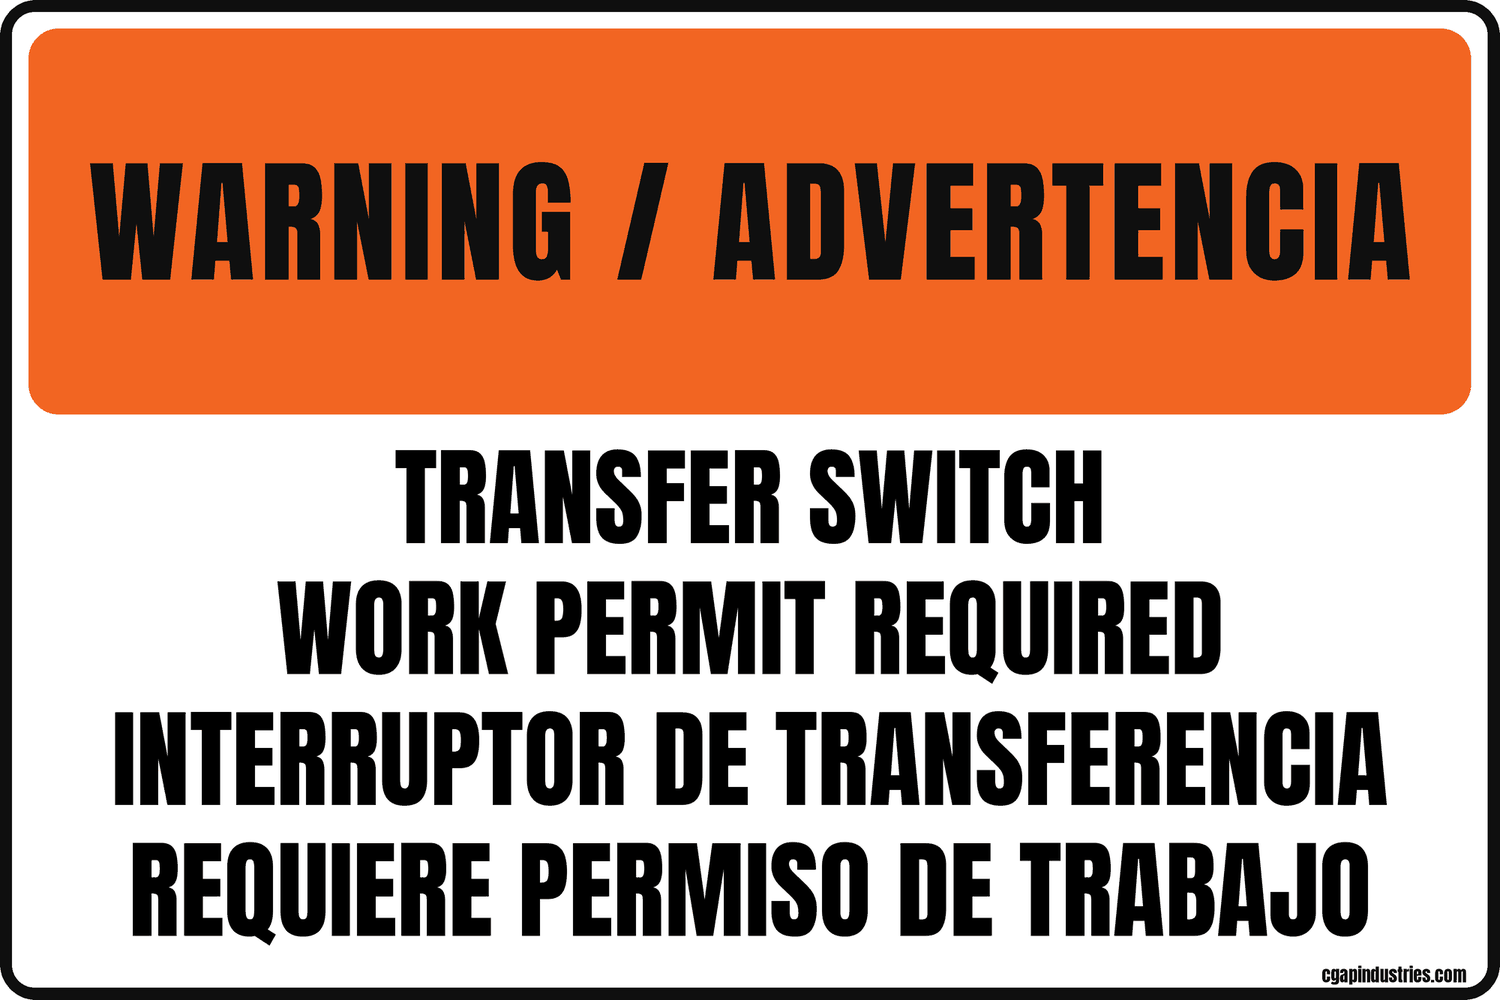 WARNING / ADVERTENCIA
TRANSFER SWITCH
WORK PERMIT REQUIRED
INTERRUPTOR DE TRANSFERENCIA
REQUIERE PERMISO DE TRABAJO
cgapindustries.com